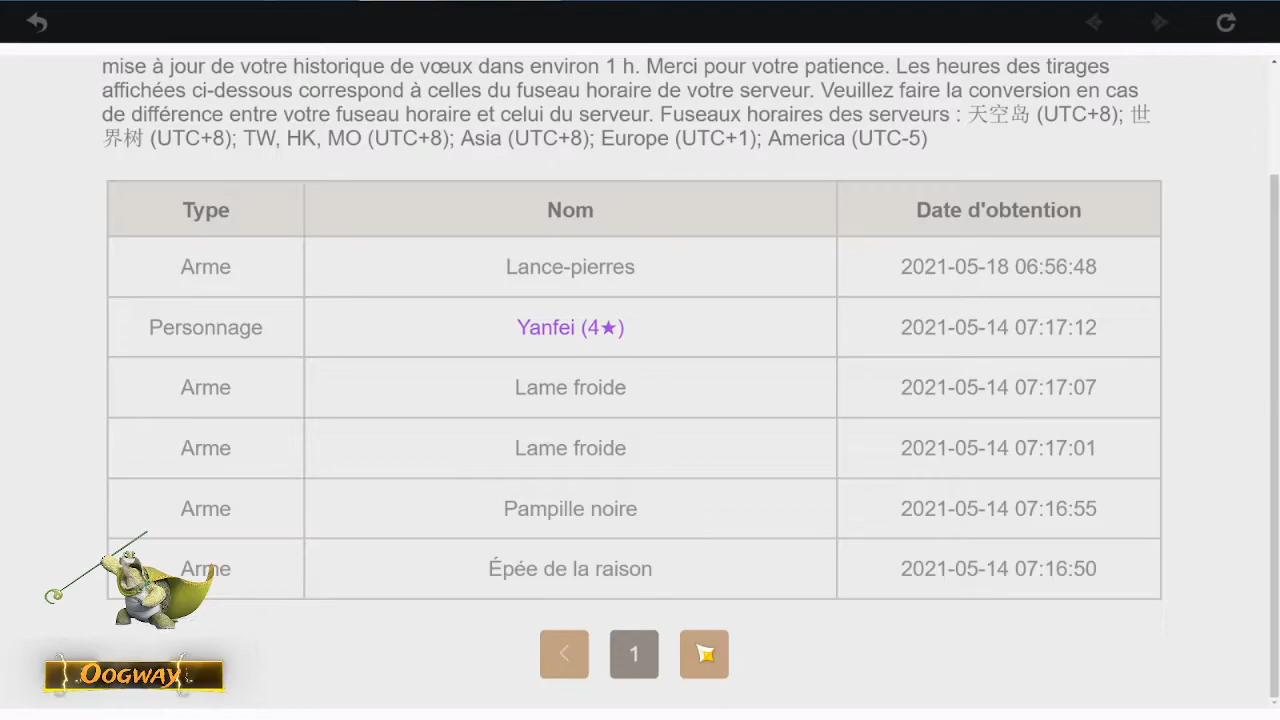 mise à jour de votre historique de vœux dans environ 1 h. Merci pour votre patience. Les heures des tirages
affichées ci-dessous correspond à celles du fuseau horaire de votre serveur. Veuillez faire la conversion en cas
de différence entre votre fuseau horaire et celui du serveur. Fuseaux horaires des serveurs : 天空岛 (UTC+8); 世
界树 (UTC+8); TW, HK, MO (UTC+8); Asia (UTC+8); Europe (UTC+1); America (UTC-5)
Type Nom Date d'obtention
Arme Lance-pierres 2021-05-18 06:56:48
Personnage Yanfei (4★) 2021-05-14 07:17:12
Arme Lame froide 2021-05-14 07:17:07
Arme Lame froide 2021-05-14 07:17:01
Arme Pampille noire 2021-05-14 07:16:55
Arme Épée de la raison 2021-05-14 07:16:50
1
Oogway